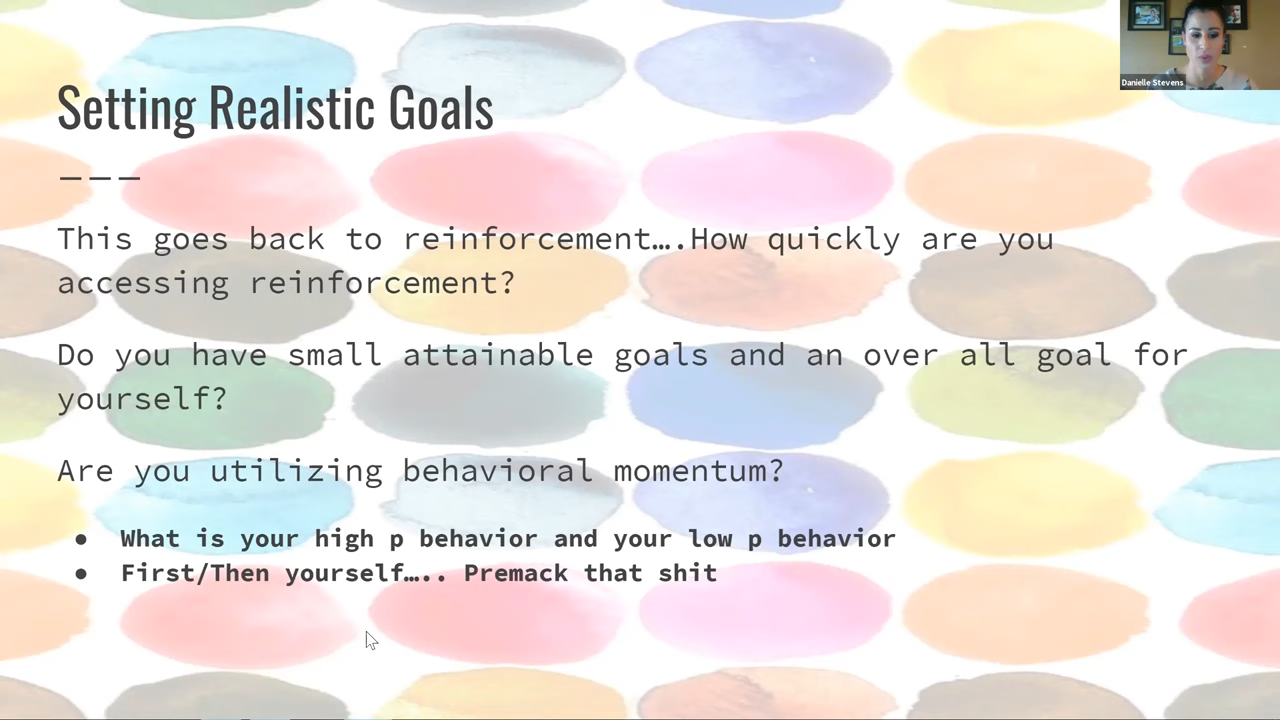 Danielle Stevens
Setting Realistic Goals
———
This goes back to reinforcement….How quickly are you
accessing reinforcement?
Do you have small attainable goals and an over all goal for
yourself?
Are you utilizing behavioral momentum?
● What is your high p behavior and your low p behavior
● First/Then yourself….. Premack that shit